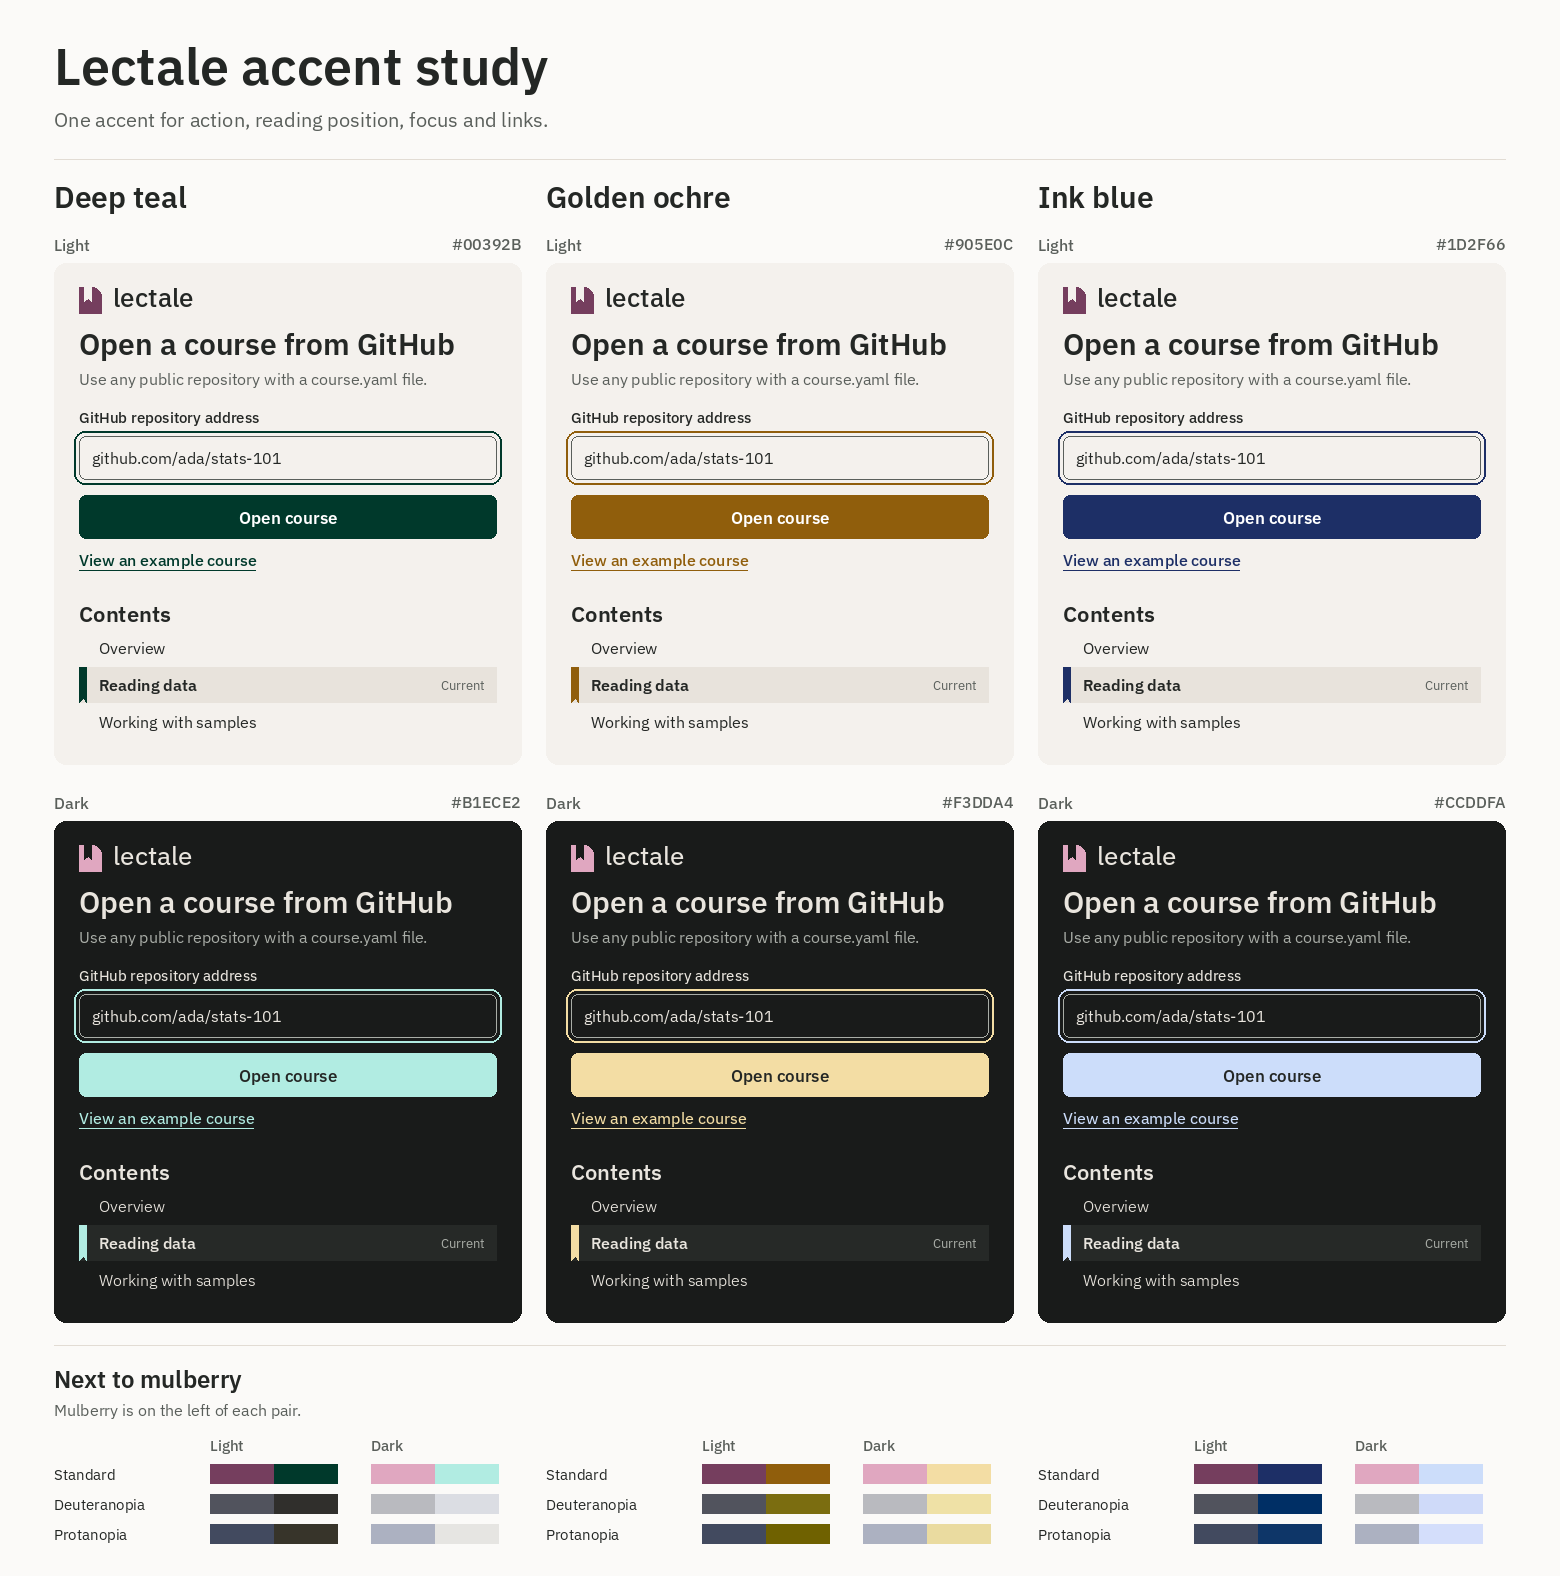 Lectale accent study
One accent for action, reading position, focus and links.
Deep teal
Light #00392B
lectale
Open a course from GitHub
Use any public repository with a course.yaml file.
GitHub repository address
github.com/ada/stats-101
Open course
View an example course
Contents
Overview
Reading data Current
Working with samples
Dark #B1ECE2
lectale
Open a course from GitHub
Use any public repository with a course.yaml file.
GitHub repository address
github.com/ada/stats-101
Open course
View an example course
Contents
Overview
Reading data Current
Working with samples
Golden ochre
Light #905E0C
lectale
Open a course from GitHub
Use any public repository with a course.yaml file.
GitHub repository address
github.com/ada/stats-101
Open course
View an example course
Contents
Overview
Reading data Current
Working with samples
Dark #F3DDA4
lectale
Open a course from GitHub
Use any public repository with a course.yaml file.
GitHub repository address
github.com/ada/stats-101
Open course
View an example course
Contents
Overview
Reading data Current
Working with samples
Ink blue
Light #1D2F66
lectale
Open a course from GitHub
Use any public repository with a course.yaml file.
GitHub repository address
github.com/ada/stats-101
Open course
View an example course
Contents
Overview
Reading data Current
Working with samples
Dark #CCDDFA
lectale
Open a course from GitHub
Use any public repository with a course.yaml file.
GitHub repository address
github.com/ada/stats-101
Open course
View an example course
Contents
Overview
Reading data Current
Working with samples
Next to mulberry
Mulberry is on the left of each pair.
Light Dark
Standard
Deuteranopia
Protanopia
Light Dark
Standard
Deuteranopia
Protanopia
Light Dark
Standard
Deuteranopia
Protanopia